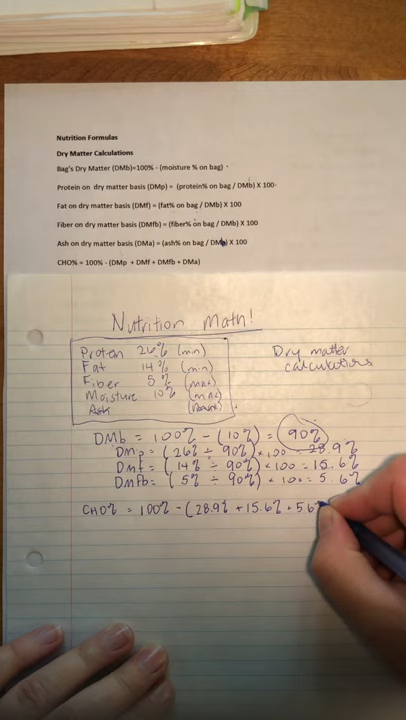 Nutrition Formulas
Dry Matter Calculations
Bag's Dry Matter (DMb)=100% - (moisture % on bag)
Protein on dry matter basis (DMp) = (protein% on bag / DMb) X 100
Fat on dry matter basis (DMf) = (fat% on bag / DMb) X 100
Fiber on dry matter basis (DMfb) = (fiber% on bag / DMb) X 100
Ash on dry matter basis (DMa) = (ash% on bag / DMb) X 100
CHO% = 100% - (DMp + DMf + DMfb + DMa)
Nutrition Math!
Protein 26% (min)
Fat 14% (min)
Fiber 5% (max)
Moisture 10% (max)
Ash
Dry matter
calculations
DMb = 100% - (10%) = 90%
DMp = (26% ÷ 90%) × 100 = 28.9%
DMf = (14% ÷ 90%) × 100 = 15.6%
DMfb = (5% ÷ 90%) × 100 = 5.6%
CHO% = 100% - (28.9% + 15.6% + 5.6%